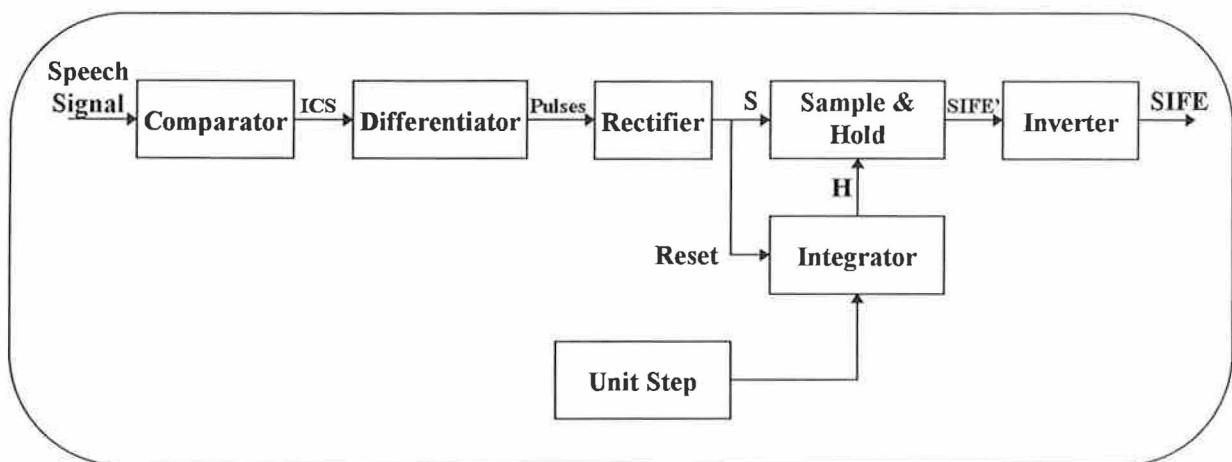 Speech
Signal
Comparator
ICS
Differentiator
Pulses
Rectifier
S
Sample &
Hold
SIFE'
Inverter
SIFE
H
Reset
Integrator
Unit Step